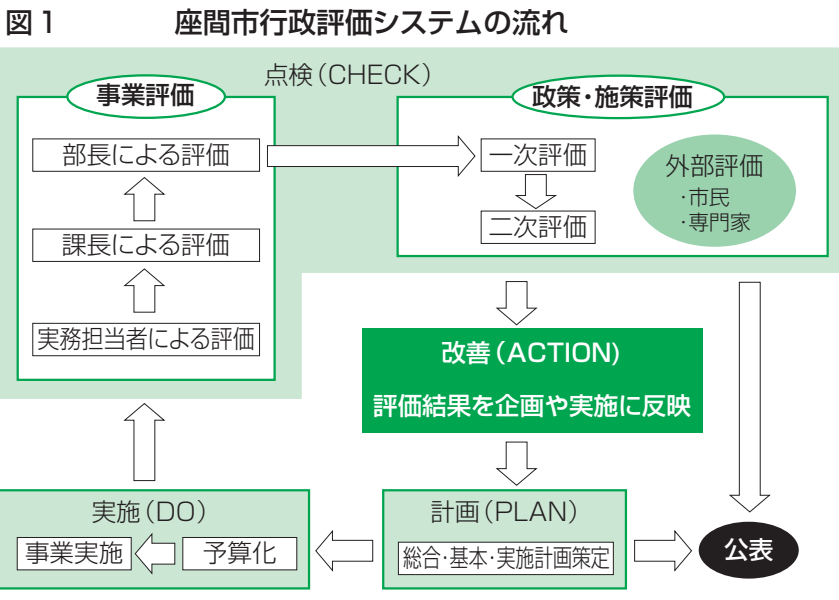 図1 座間市行政評価システムの流れ
点検(CHECK)
事業評価
部長による評価
課長による評価
実務担当者による評価
政策・施策評価
一次評価
二次評価
外部評価
・市民
・専門家
改善(ACTION)
評価結果を企画や実施に反映
実施(DO)
事業実施
予算化
計画(PLAN)
総合・基本・実施計画策定
公表